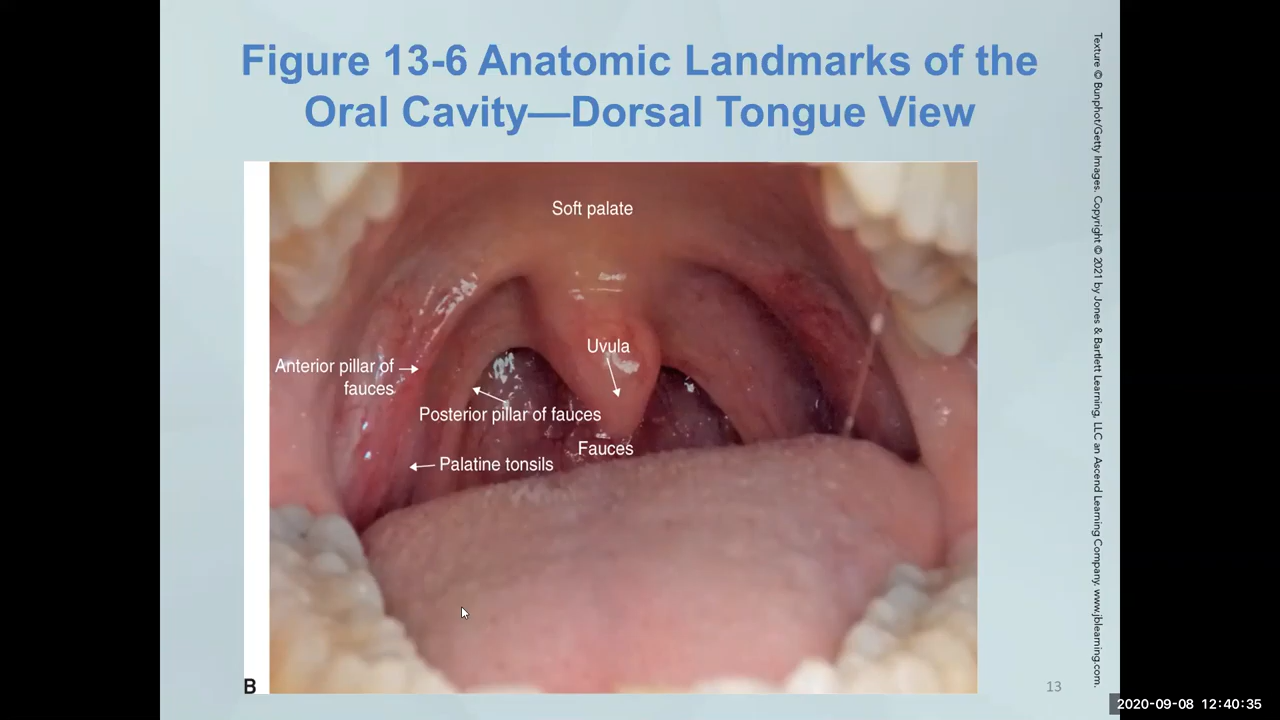 Figure 13-6 Anatomic Landmarks of the
Oral Cavity—Dorsal Tongue View
Soft palate
Uvula
Anterior pillar of
fauces
Posterior pillar of fauces
Fauces
Palatine tonsils
B
13
Texture © Bunphot/Getty Images. Copyright © 2021 by Jones & Bartlett Learning, LLC an Ascend Learning Company. www.jblearning.com.
2020-09-08 12:40:35